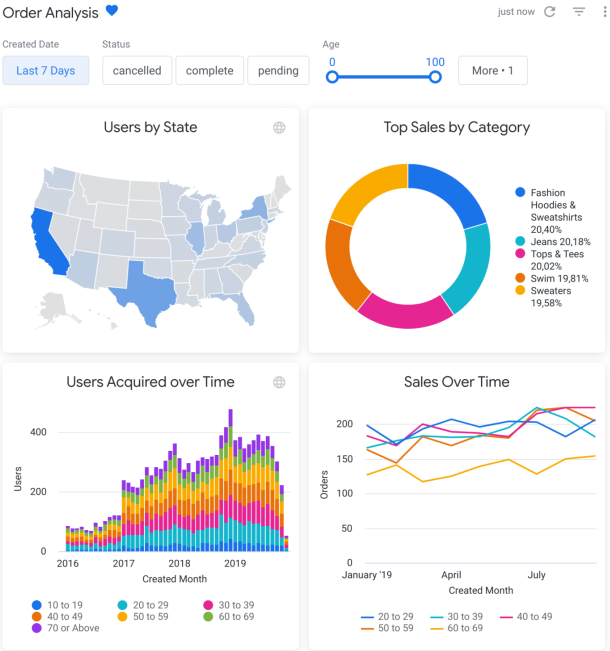 Order Analysis
just now
Created Date
Status
Age
Last 7 Days
cancelled
complete
pending
0
100
More • 1
Users by State
Top Sales by Category
Fashion
Hoodies &
Sweatshirts
20,40%
Jeans 20,18%
Tops & Tees
20,02%
Swim 19,81%
Sweaters
19,58%
Users Acquired over Time
Users
400
200
0
2016
2017
2018
2019
Created Month
10 to 19
20 to 29
30 to 39
40 to 49
50 to 59
60 to 69
70 or Above
Sales Over Time
Orders
200
150
100
50
0
January '19
April
July
Created Month
20 to 29
30 to 39
40 to 49
50 to 59
60 to 69